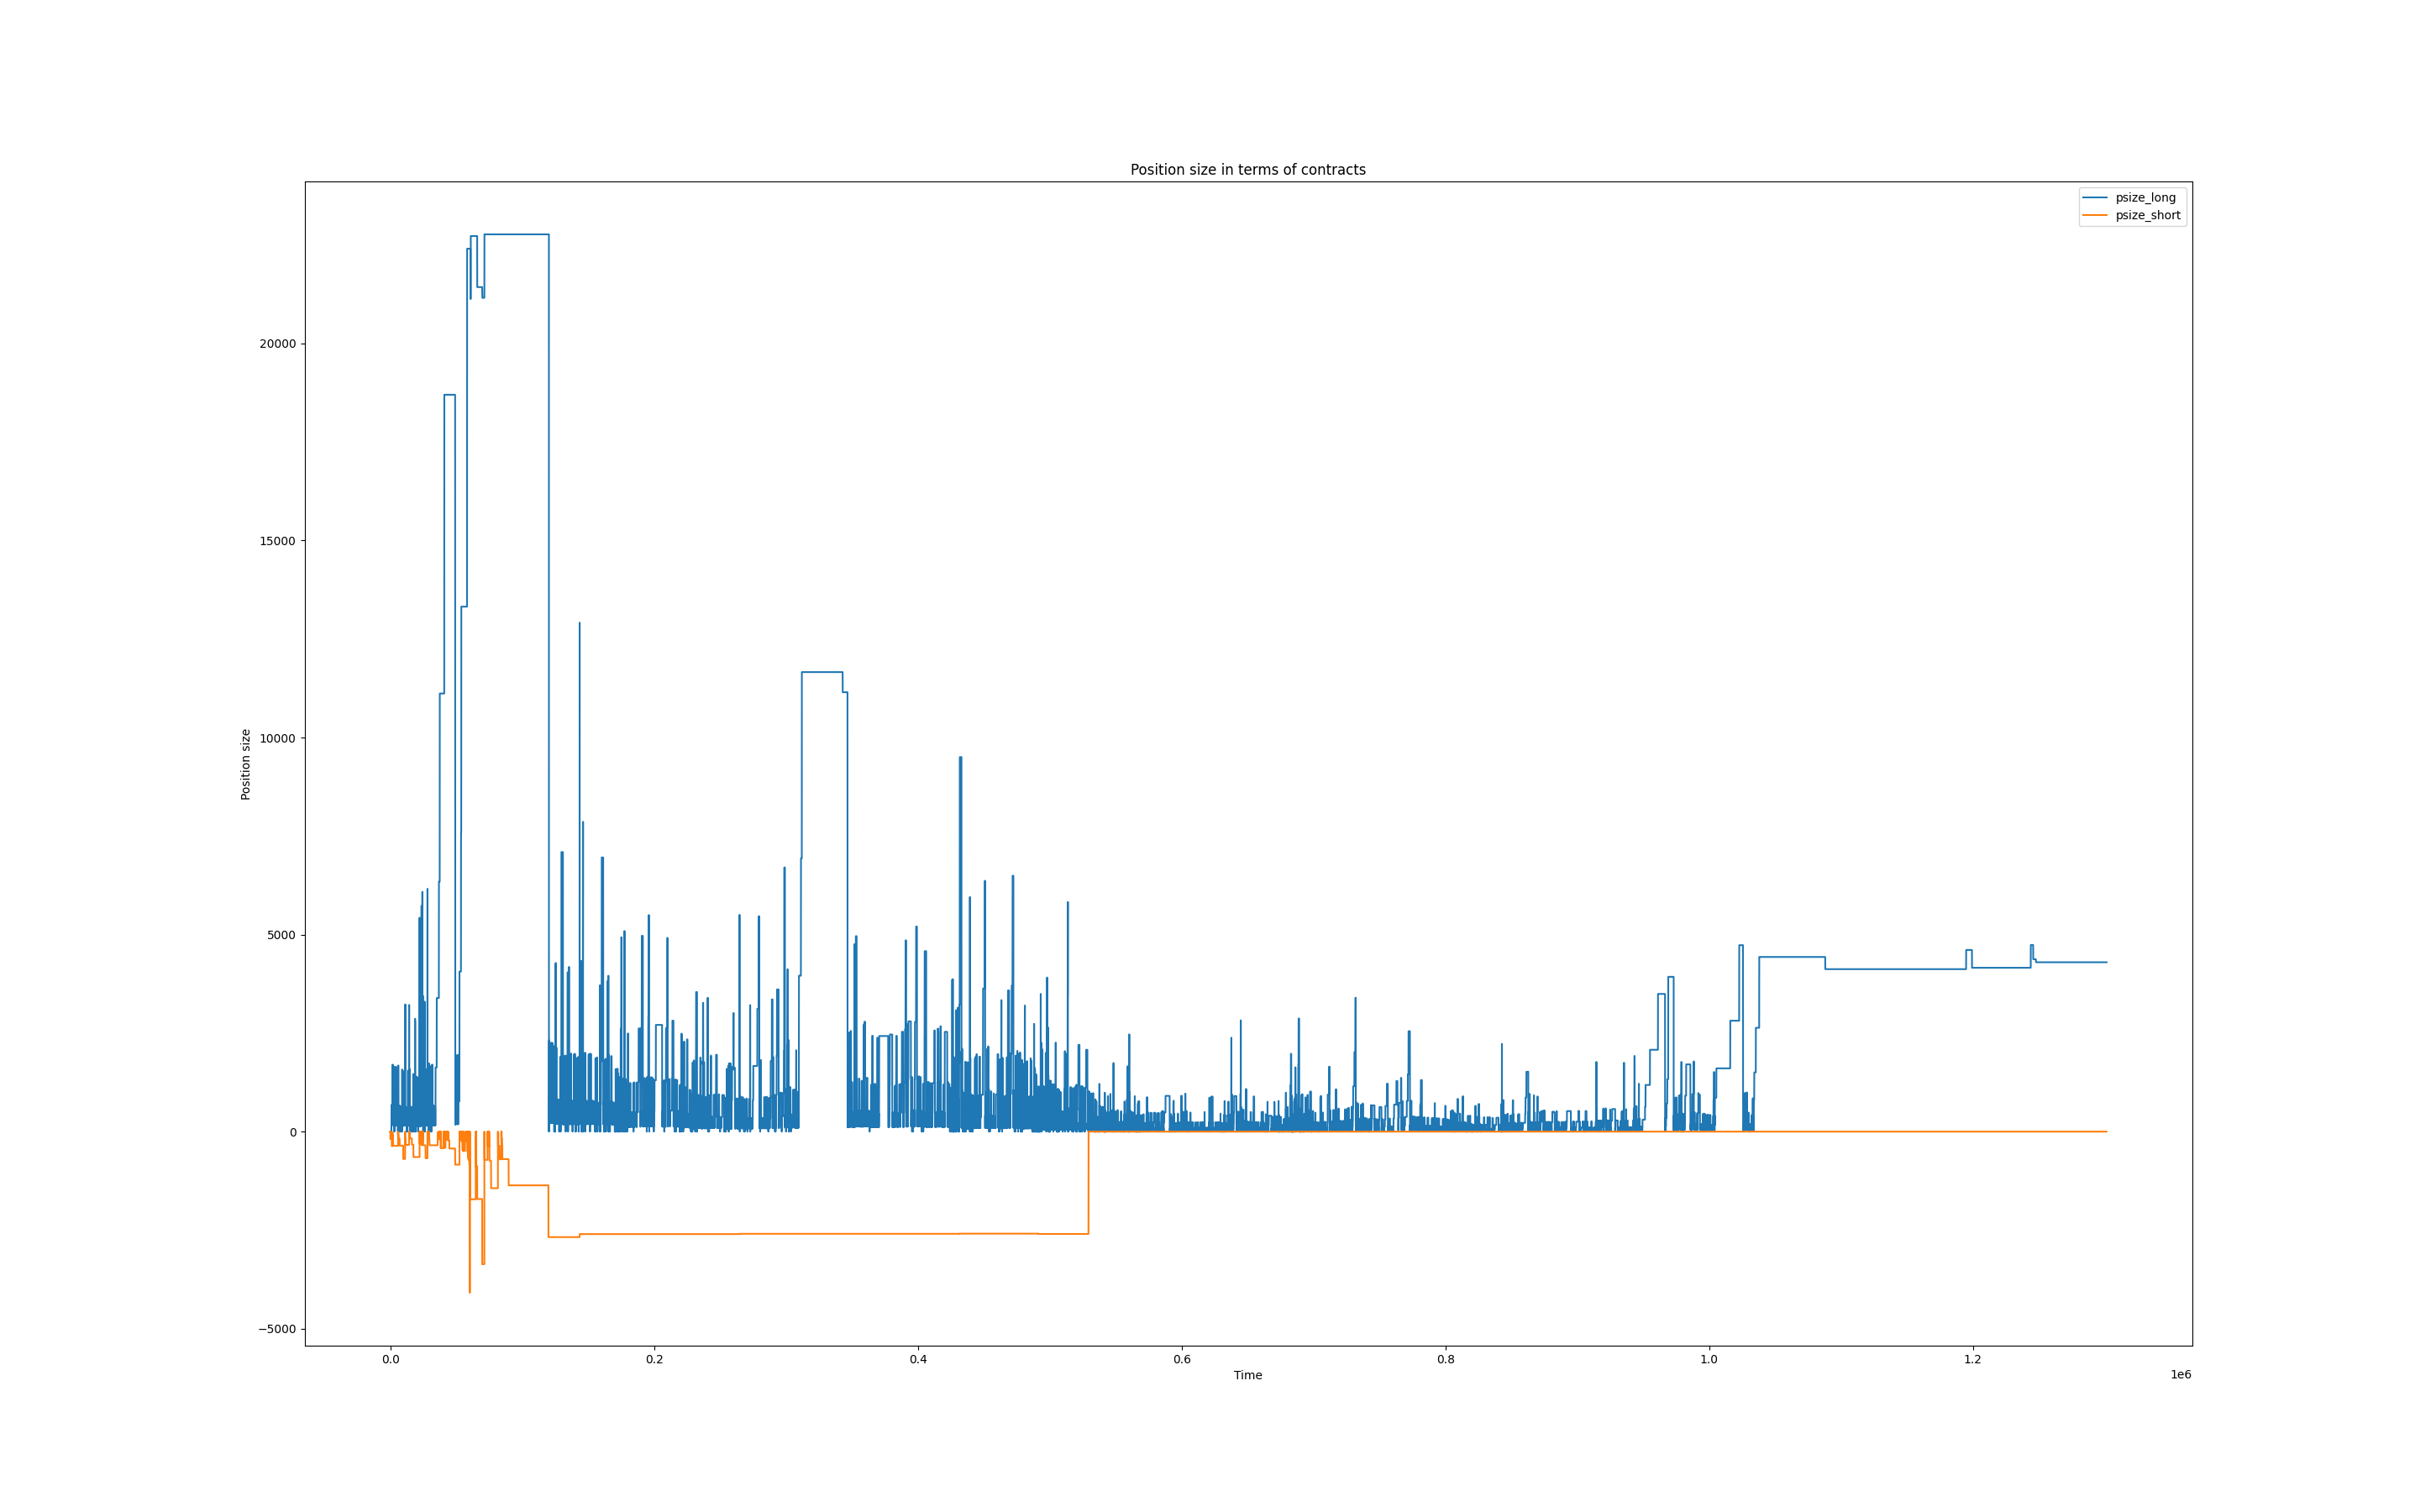 Position size in terms of contracts
psize_long
psize_short
Position size
20000
15000
10000
5000
0
−5000
0.0
0.2
0.4
0.6
0.8
1.0
1.2
1e6
Time